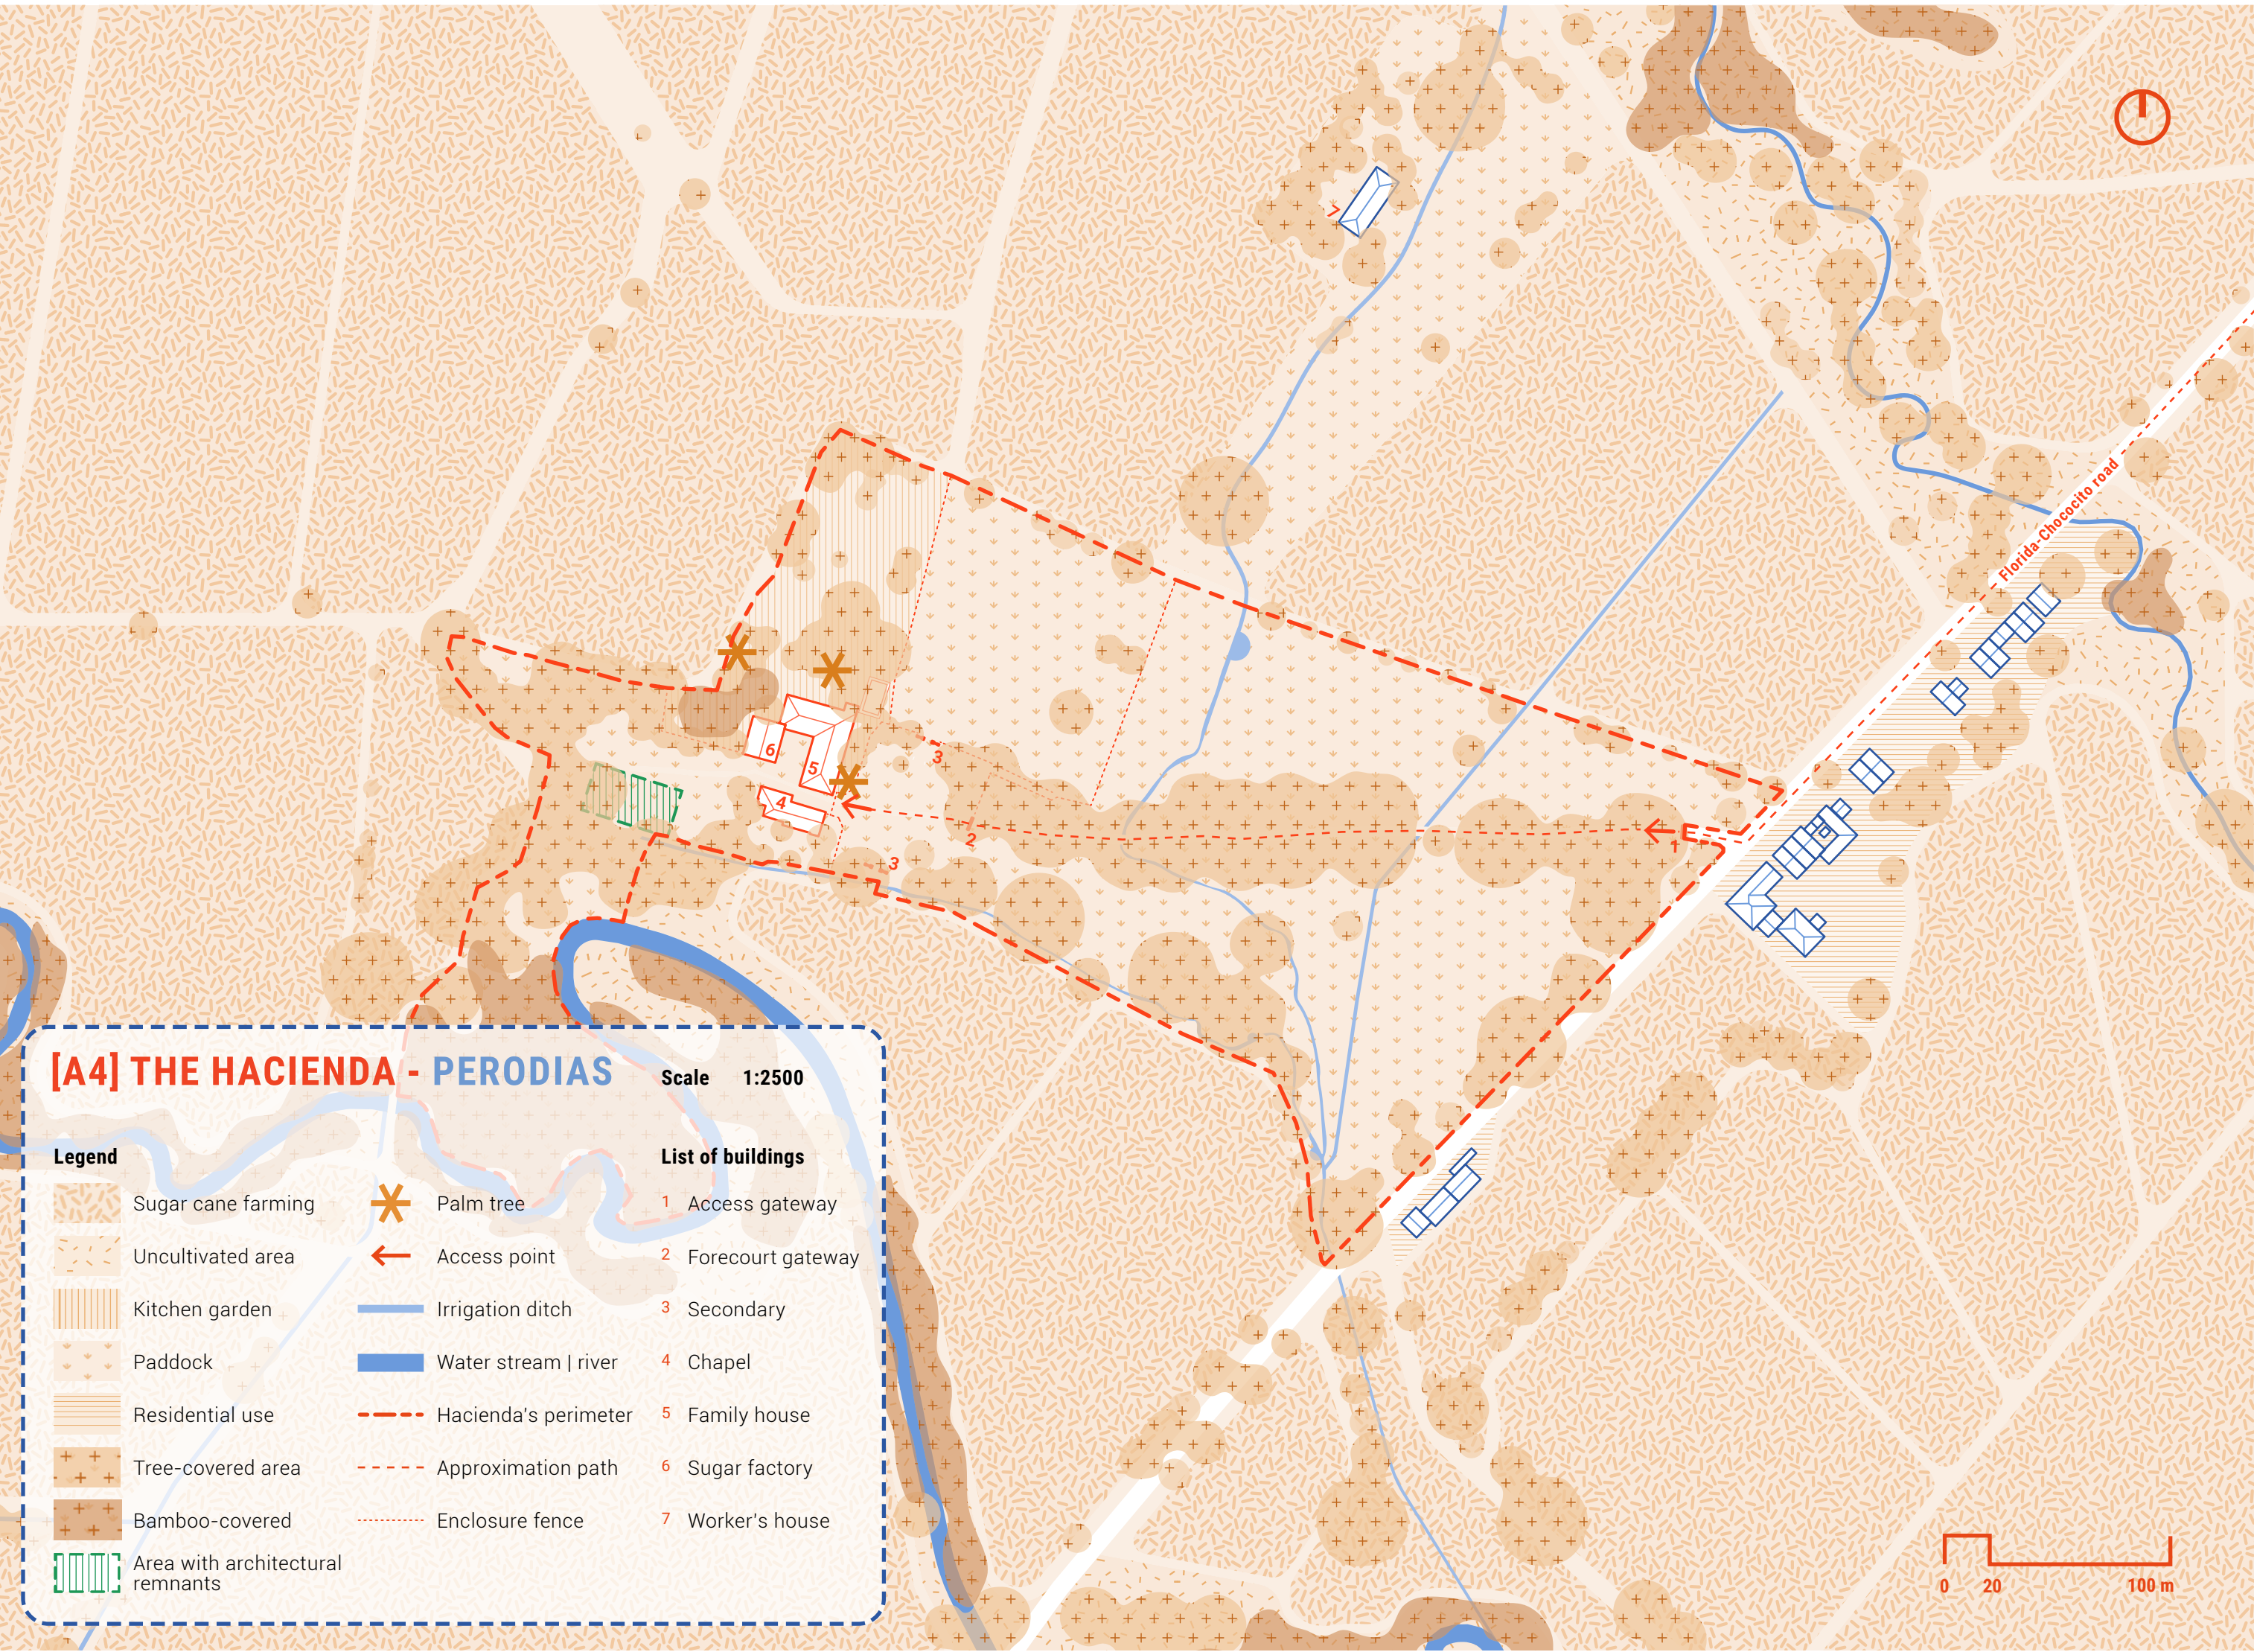 7
Florida-Chococito road
3
6
5
4
2
3
1
[A4] THE HACIENDA - PERODIAS
Scale 1:2500
Legend
Sugar cane farming
Uncultivated area
Kitchen garden
Paddock
Residential use
Tree-covered area
Bamboo-covered
Area with architectural
remnants
Palm tree
Access point
Irrigation ditch
Water stream | river
Hacienda's perimeter
Approximation path
Enclosure fence
List of buildings
1 Access gateway
2 Forecourt gateway
3 Secondary
4 Chapel
5 Family house
6 Sugar factory
7 Worker's house
0 20 100 m